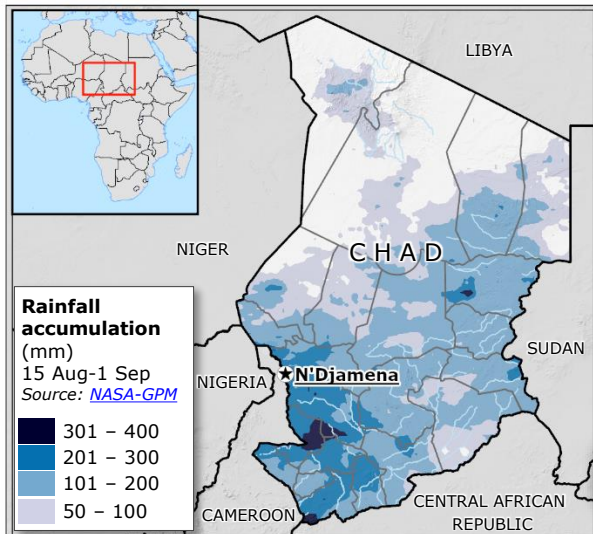 LIBYA
NIGER
CHAD
SUDAN
NIGERIA
N'Djamena
CAMEROON
CENTRAL AFRICAN
REPUBLIC
Rainfall
accumulation
(mm)
15 Aug-1 Sep
Source: NASA-GPM
301 – 400
201 – 300
101 – 200
50 – 100